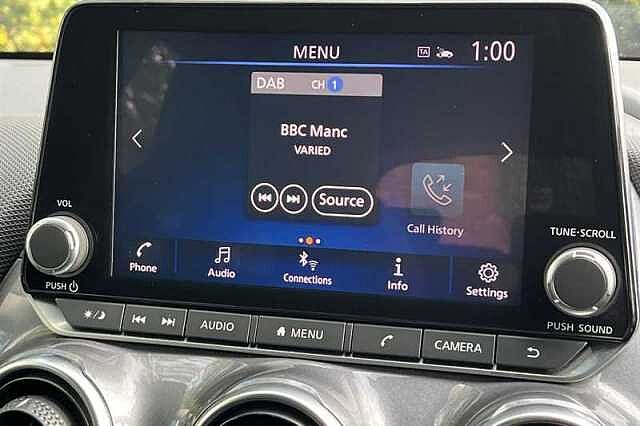 MENU
TA
1:00
DAB CH 1
BBC Manc
VARIED
Source
Call History
VOL
TUNE·SCROLL
Phone
Audio
Connections
Info
Settings
PUSH
PUSH SOUND
AUDIO
MENU
CAMERA